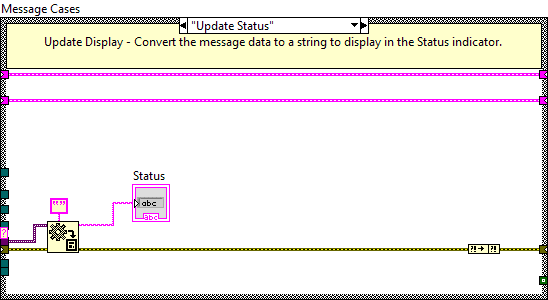 Message Cases
"Update Status"
Update Display - Convert the message data to a string to display in the Status indicator.
Status
abc
abc
""
?
?! → ?!